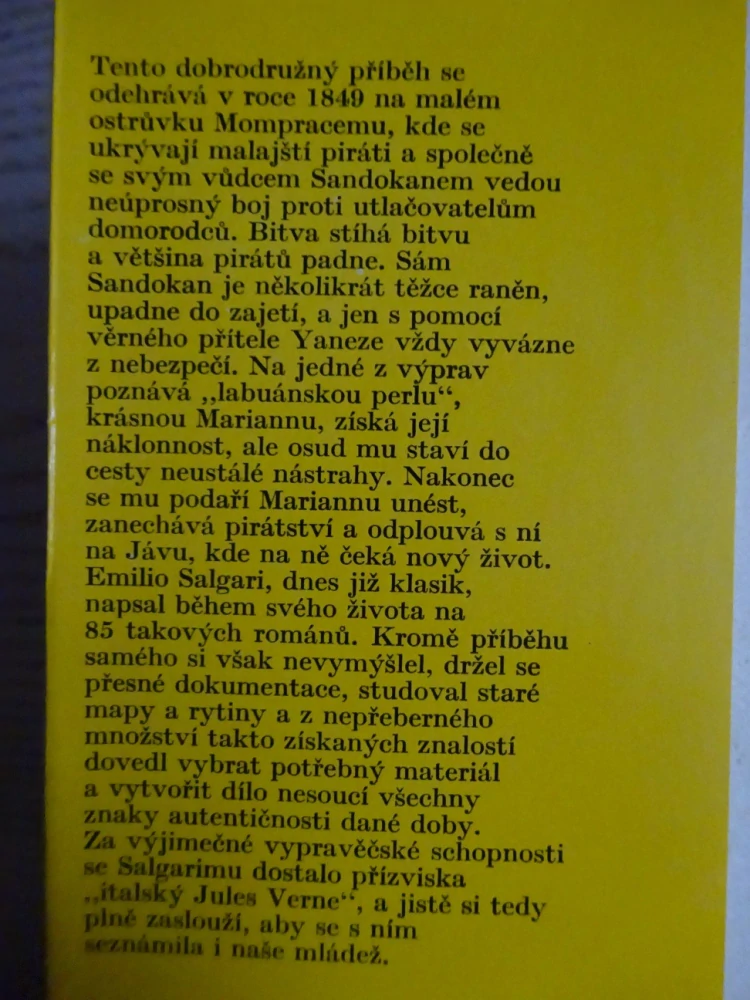 Tento dobrodružný příběh se
odehrává v roce 1849 na malém
ostrůvku Mompracemu, kde se
ukrývají malajští piráti a společně
se svým vůdcem Sandokanem vedou
neúprosný boj proti utlačovatelům
domorodců. Bitva stíhá bitvu
a většina pirátů padne. Sám
Sandokan je několikrát těžce raněn,
upadne do zajetí, a jen s pomocí
věrného přítele Yaneze vždy vyvázne
z nebezpečí. Na jedné z výprav
poznává „labuánskou perlu“,
krásnou Mariannu, získá její
náklonnost, ale osud mu staví do
cesty neustálé nástrahy. Nakonec
se mu podaří Mariannu unést,
zanechává pirátství a odplouvá s ní
na Jávu, kde na ně čeká nový život.
Emilio Salgari, dnes již klasik,
napsal během svého života na
85 takových románů. Kromě příběhu
samého si však nevymýšlel, držel se
přesné dokumentace, studoval staré
mapy a rytiny a z nepřeberného
množství takto získaných znalostí
dovedl vybrat potřebný materiál
a vytvořit dílo nesoucí všechny
znaky autentičnosti dané doby.
Za výjimečné vypravěčské schopnosti
se Salgarimu dostalo přízviska
„italský Jules Verne“, a jistě si tedy
plně zaslouží, aby se s ním
seznámila i naše mládež.